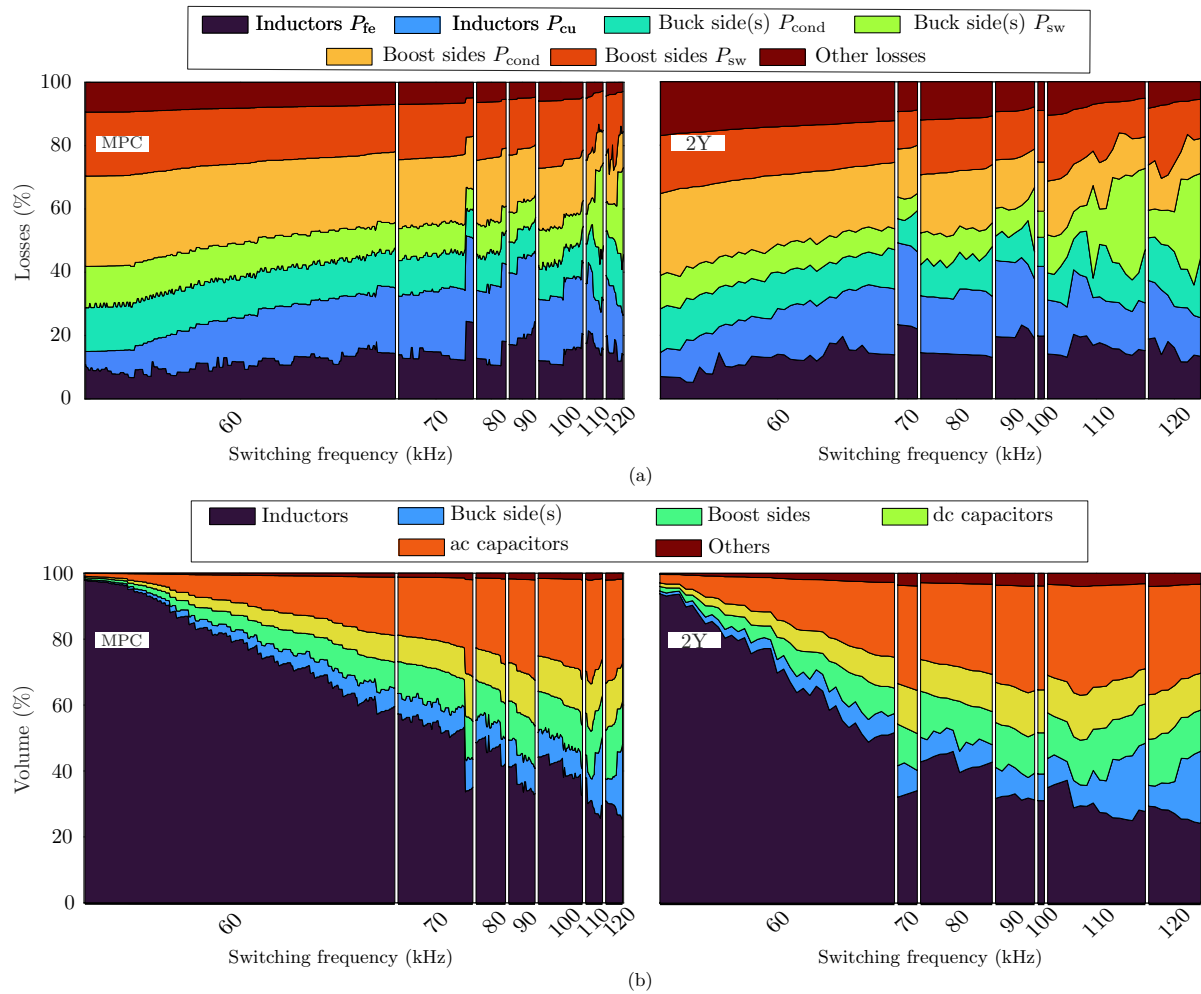 Inductors P_fe Inductors P_cu Buck side(s) P_cond Buck side(s) P_sw
Boost sides P_cond Boost sides P_sw Other losses
100
80
60
40
20
0
Losses (%)
MPC
60 70 80 90 100 110 120
Switching frequency (kHz)
2Y
60 70 80 90 100 110 120
Switching frequency (kHz)
(a)
Inductors Buck side(s) Boost sides dc capacitors
ac capacitors Others
100
80
60
40
20
0
Volume (%)
MPC
60 70 80 90 100 110 120
Switching frequency (kHz)
2Y
60 70 80 90 100 110 120
Switching frequency (kHz)
(b)